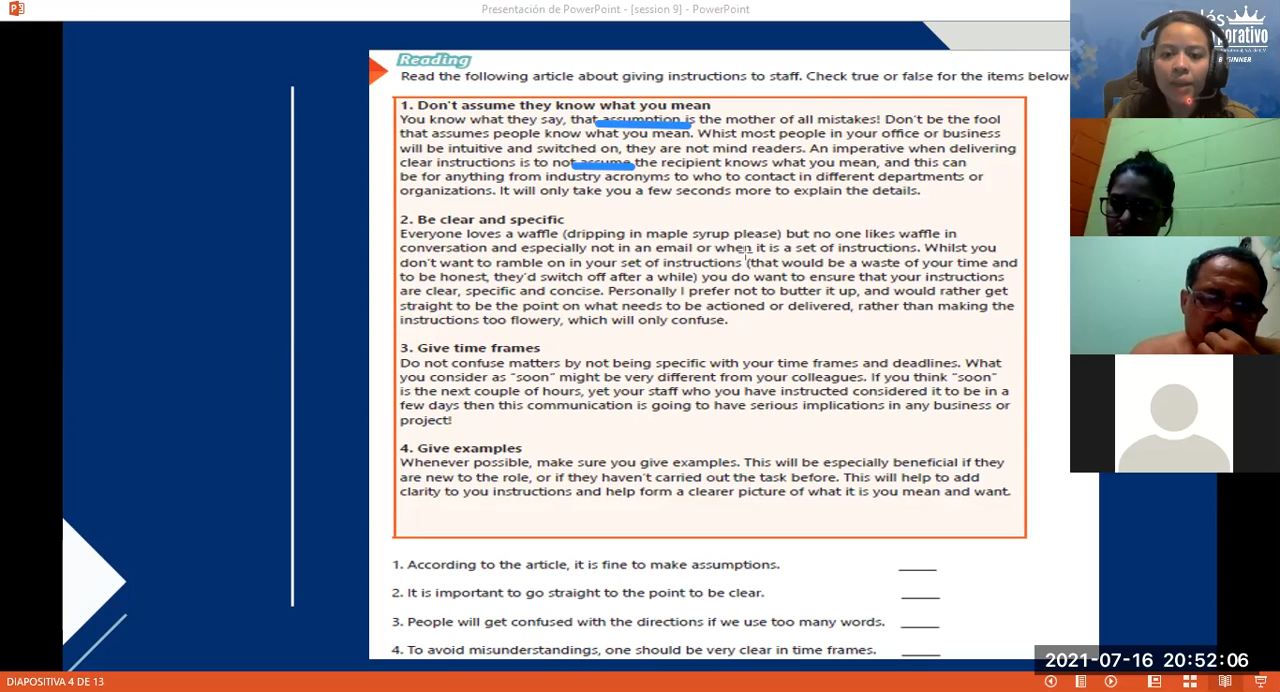 Presentación de PowerPoint - [session 9] - PowerPoint
Reading
Read the following article about giving instructions to staff. Check true or false for the items below
1. Don't assume they know what you mean
You know what they say, that assumption is the mother of all mistakes! Don't be the fool
that assumes people know what you mean. Whist most people in your office or business
will be intuitive and switched on, they are not mind readers. An imperative when delivering
clear instructions is to not assume the recipient knows what you mean, and this can
be for anything from industry acronyms to who to contact in different departments or
organizations. It will only take you a few seconds more to explain the details.
2. Be clear and specific
Everyone loves a waffle (dripping in maple syrup please) but no one likes waffle in
conversation and especially not in an email or when it is a set of instructions. Whilst you
don't want to ramble on in your set of instructions (that would be a waste of your time and
to be honest, they'd switch off after a while) you do want to ensure that your instructions
are clear, specific and concise. Personally I prefer not to butter it up, and would rather get
straight to be the point on what needs to be actioned or delivered, rather than making the
instructions too flowery, which will only confuse.
3. Give time frames
Do not confuse matters by not being specific with your time frames and deadlines. What
you consider as "soon" might be very different from your colleagues. If you think "soon"
is the next couple of hours, yet your staff who you have instructed considered it to be in a
few days then this communication is going to have serious implications in any business or
project!
4. Give examples
Whenever possible, make sure you give examples. This will be especially beneficial if they
are new to the role, or if they haven't carried out the task before. This will help to add
clarity to you instructions and help form a clearer picture of what it is you mean and want.
1. According to the article, it is fine to make assumptions.
2. It is important to go straight to the point to be clear.
3. People will get confused with the directions if we use too many words.
4. To avoid misunderstandings, one should be very clear in time frames.
BEGINNER
2021-07-16 20:52:06
DIAPOSITIVA 4 DE 13